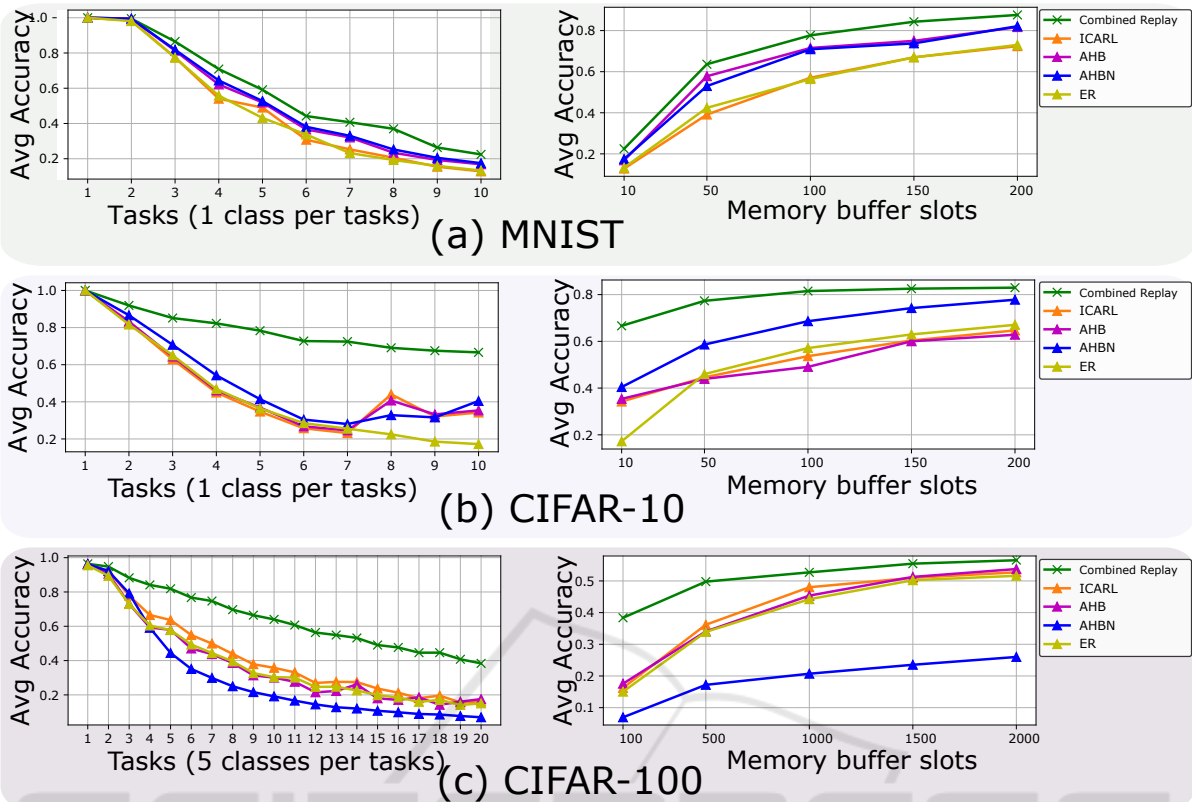 Avg Accuracy
1.0
0.8
0.6
0.4
0.2
1 2 3 4 5 6 7 8 9 10
Tasks (1 class per tasks)
Avg Accuracy
0.8
0.6
0.4
0.2
10 50 100 150 200
Memory buffer slots
Combined Replay
ICARL
AHB
AHBN
ER
(a) MNIST
Avg Accuracy
1.0
0.8
0.6
0.4
0.2
1 2 3 4 5 6 7 8 9 10
Tasks (1 class per tasks)
Avg Accuracy
0.8
0.6
0.4
0.2
10 50 100 150 200
Memory buffer slots
Combined Replay
ICARL
AHB
AHBN
ER
(b) CIFAR-10
Avg Accuracy
1.0
0.8
0.6
0.4
0.2
1 2 3 4 5 6 7 8 9 10 11 12 13 14 15 16 17 18 19 20
Tasks (5 classes per tasks)
Avg Accuracy
0.5
0.4
0.3
0.2
0.1
100 500 1000 1500 2000
Memory buffer slots
Combined Replay
ICARL
AHB
AHBN
ER
(c) CIFAR-100